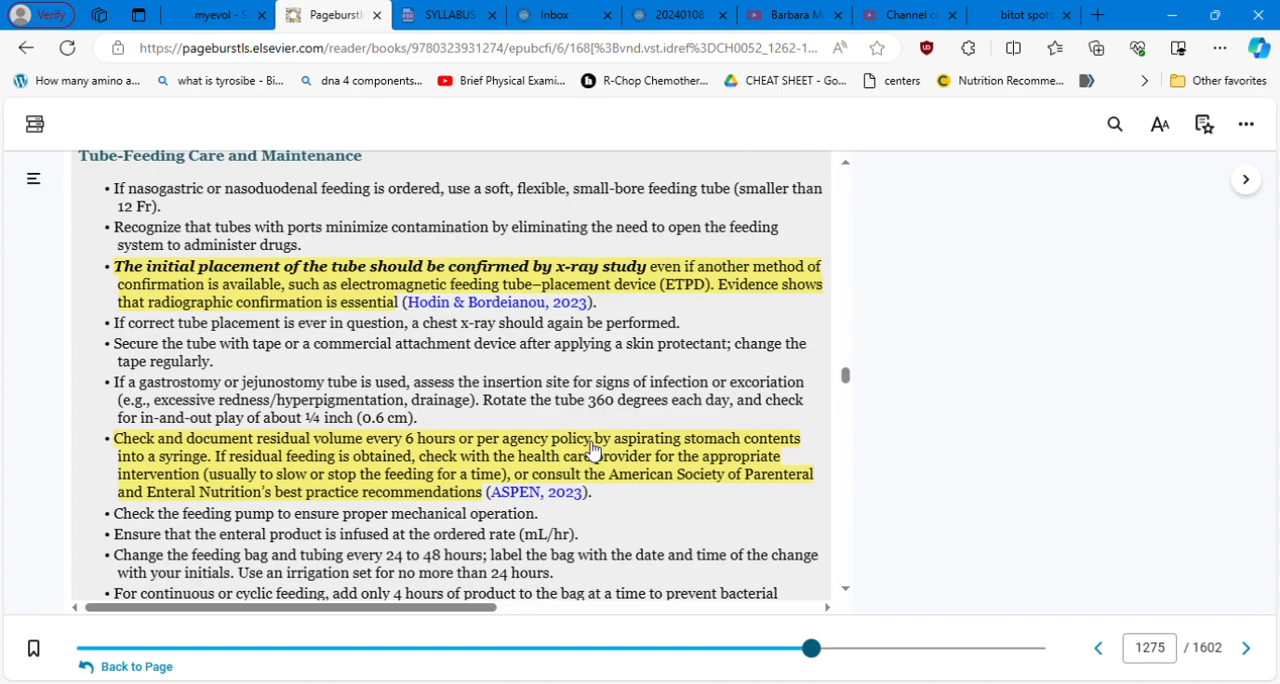 Verify
myevol - S
Pageburstl
SYLLABUS
Inbox
20240108
Barbara M
Channel c
bitot spots
https://pageburstls.elsevier.com/reader/books/9780323931274/epubcfi/6/168[%3Bvnd.vst.idref%3DCH0052_1262-1...
How many amino a...
what is tyrosibe - Bi...
dna 4 components...
Brief Physical Exami...
R-Chop Chemother...
CHEAT SHEET - Go...
centers
Nutrition Recomme...
Other favorites
Tube-Feeding Care and Maintenance
• If nasogastric or nasoduodenal feeding is ordered, use a soft, flexible, small-bore feeding tube (smaller than
12 Fr).
• Recognize that tubes with ports minimize contamination by eliminating the need to open the feeding
system to administer drugs.
• The initial placement of the tube should be confirmed by x-ray study even if another method of
confirmation is available, such as electromagnetic feeding tube–placement device (ETPD). Evidence shows
that radiographic confirmation is essential (Hodin & Bordeianou, 2023).
• If correct tube placement is ever in question, a chest x-ray should again be performed.
• Secure the tube with tape or a commercial attachment device after applying a skin protectant; change the
tape regularly.
• If a gastrostomy or jejunostomy tube is used, assess the insertion site for signs of infection or excoriation
(e.g., excessive redness/hyperpigmentation, drainage). Rotate the tube 360 degrees each day, and check
for in-and-out play of about ¼ inch (0.6 cm).
• Check and document residual volume every 6 hours or per agency policy by aspirating stomach contents
into a syringe. If residual feeding is obtained, check with the health care provider for the appropriate
intervention (usually to slow or stop the feeding for a time), or consult the American Society of Parenteral
and Enteral Nutrition's best practice recommendations (ASPEN, 2023).
• Check the feeding pump to ensure proper mechanical operation.
• Ensure that the enteral product is infused at the ordered rate (mL/hr).
• Change the feeding bag and tubing every 24 to 48 hours; label the bag with the date and time of the change
with your initials. Use an irrigation set for no more than 24 hours.
• For continuous or cyclic feeding, add only 4 hours of product to the bag at a time to prevent bacterial
1275 / 1602
Back to Page